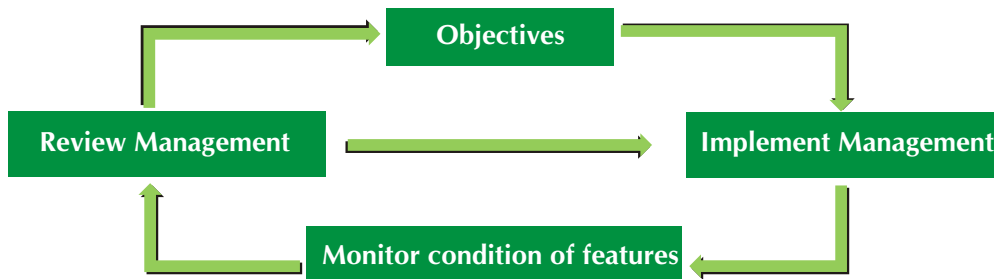 Objectives
Review Management
Implement Management
Monitor condition of features